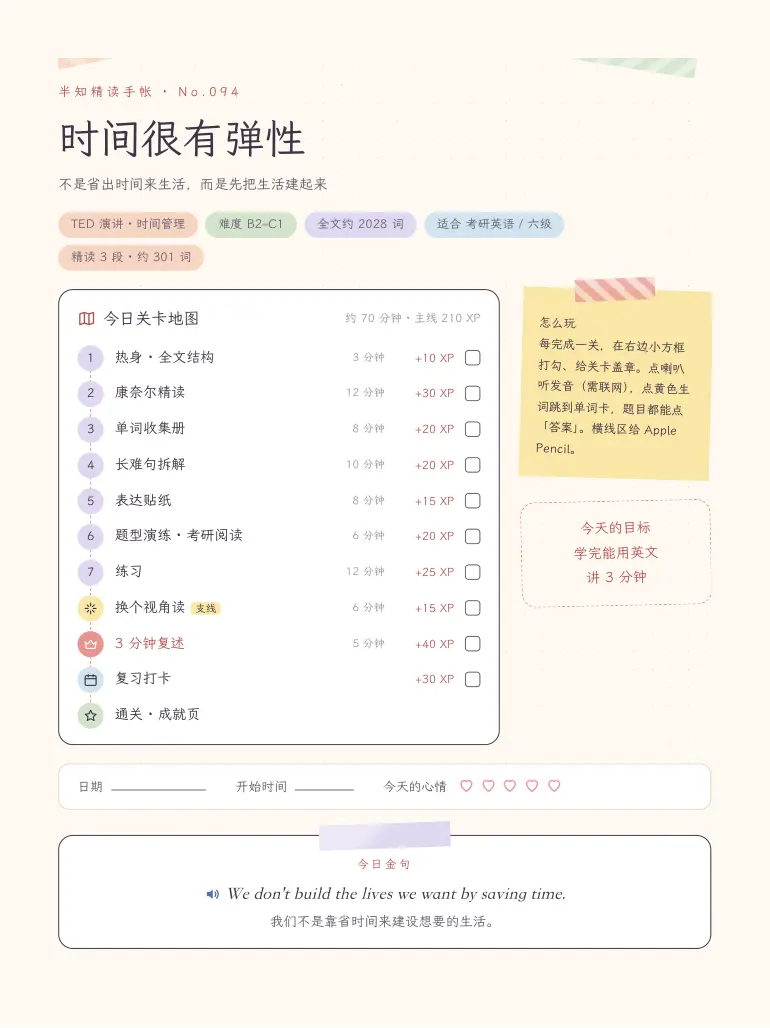 半知精读手帐 · No.094
时间很有弹性
不是省出时间来生活，而是先把生活建起来
TED 演讲·时间管理
难度 B2–C1
全文约 2028 词
适合 考研英语 / 六级
精读 3 段·约 301 词
今日关卡地图
约 70 分钟·主线 210 XP
1 热身·全文结构 3 分钟 +10 XP
2 康奈尔精读 12 分钟 +30 XP
3 单词收集册 8 分钟 +20 XP
4 长难句拆解 10 分钟 +20 XP
5 表达贴纸 8 分钟 +15 XP
6 题型演练·考研阅读 6 分钟 +20 XP
7 练习 12 分钟 +25 XP
换个视角读 支线 6 分钟 +15 XP
3 分钟复述 5 分钟 +40 XP
复习打卡 +30 XP
通关·成就页
怎么玩
每完成一关，在右边小方框
打勾、给关卡盖章。点喇叭
听发音（需联网），点黄色生
词跳到单词卡，题目都能点
「答案」。横线区给 Apple
Pencil。
今天的目标
学完能用英文
讲 3 分钟
日期 开始时间 今天的心情
今日金句
We don't build the lives we want by saving time.
我们不是靠省时间来建设想要的生活。